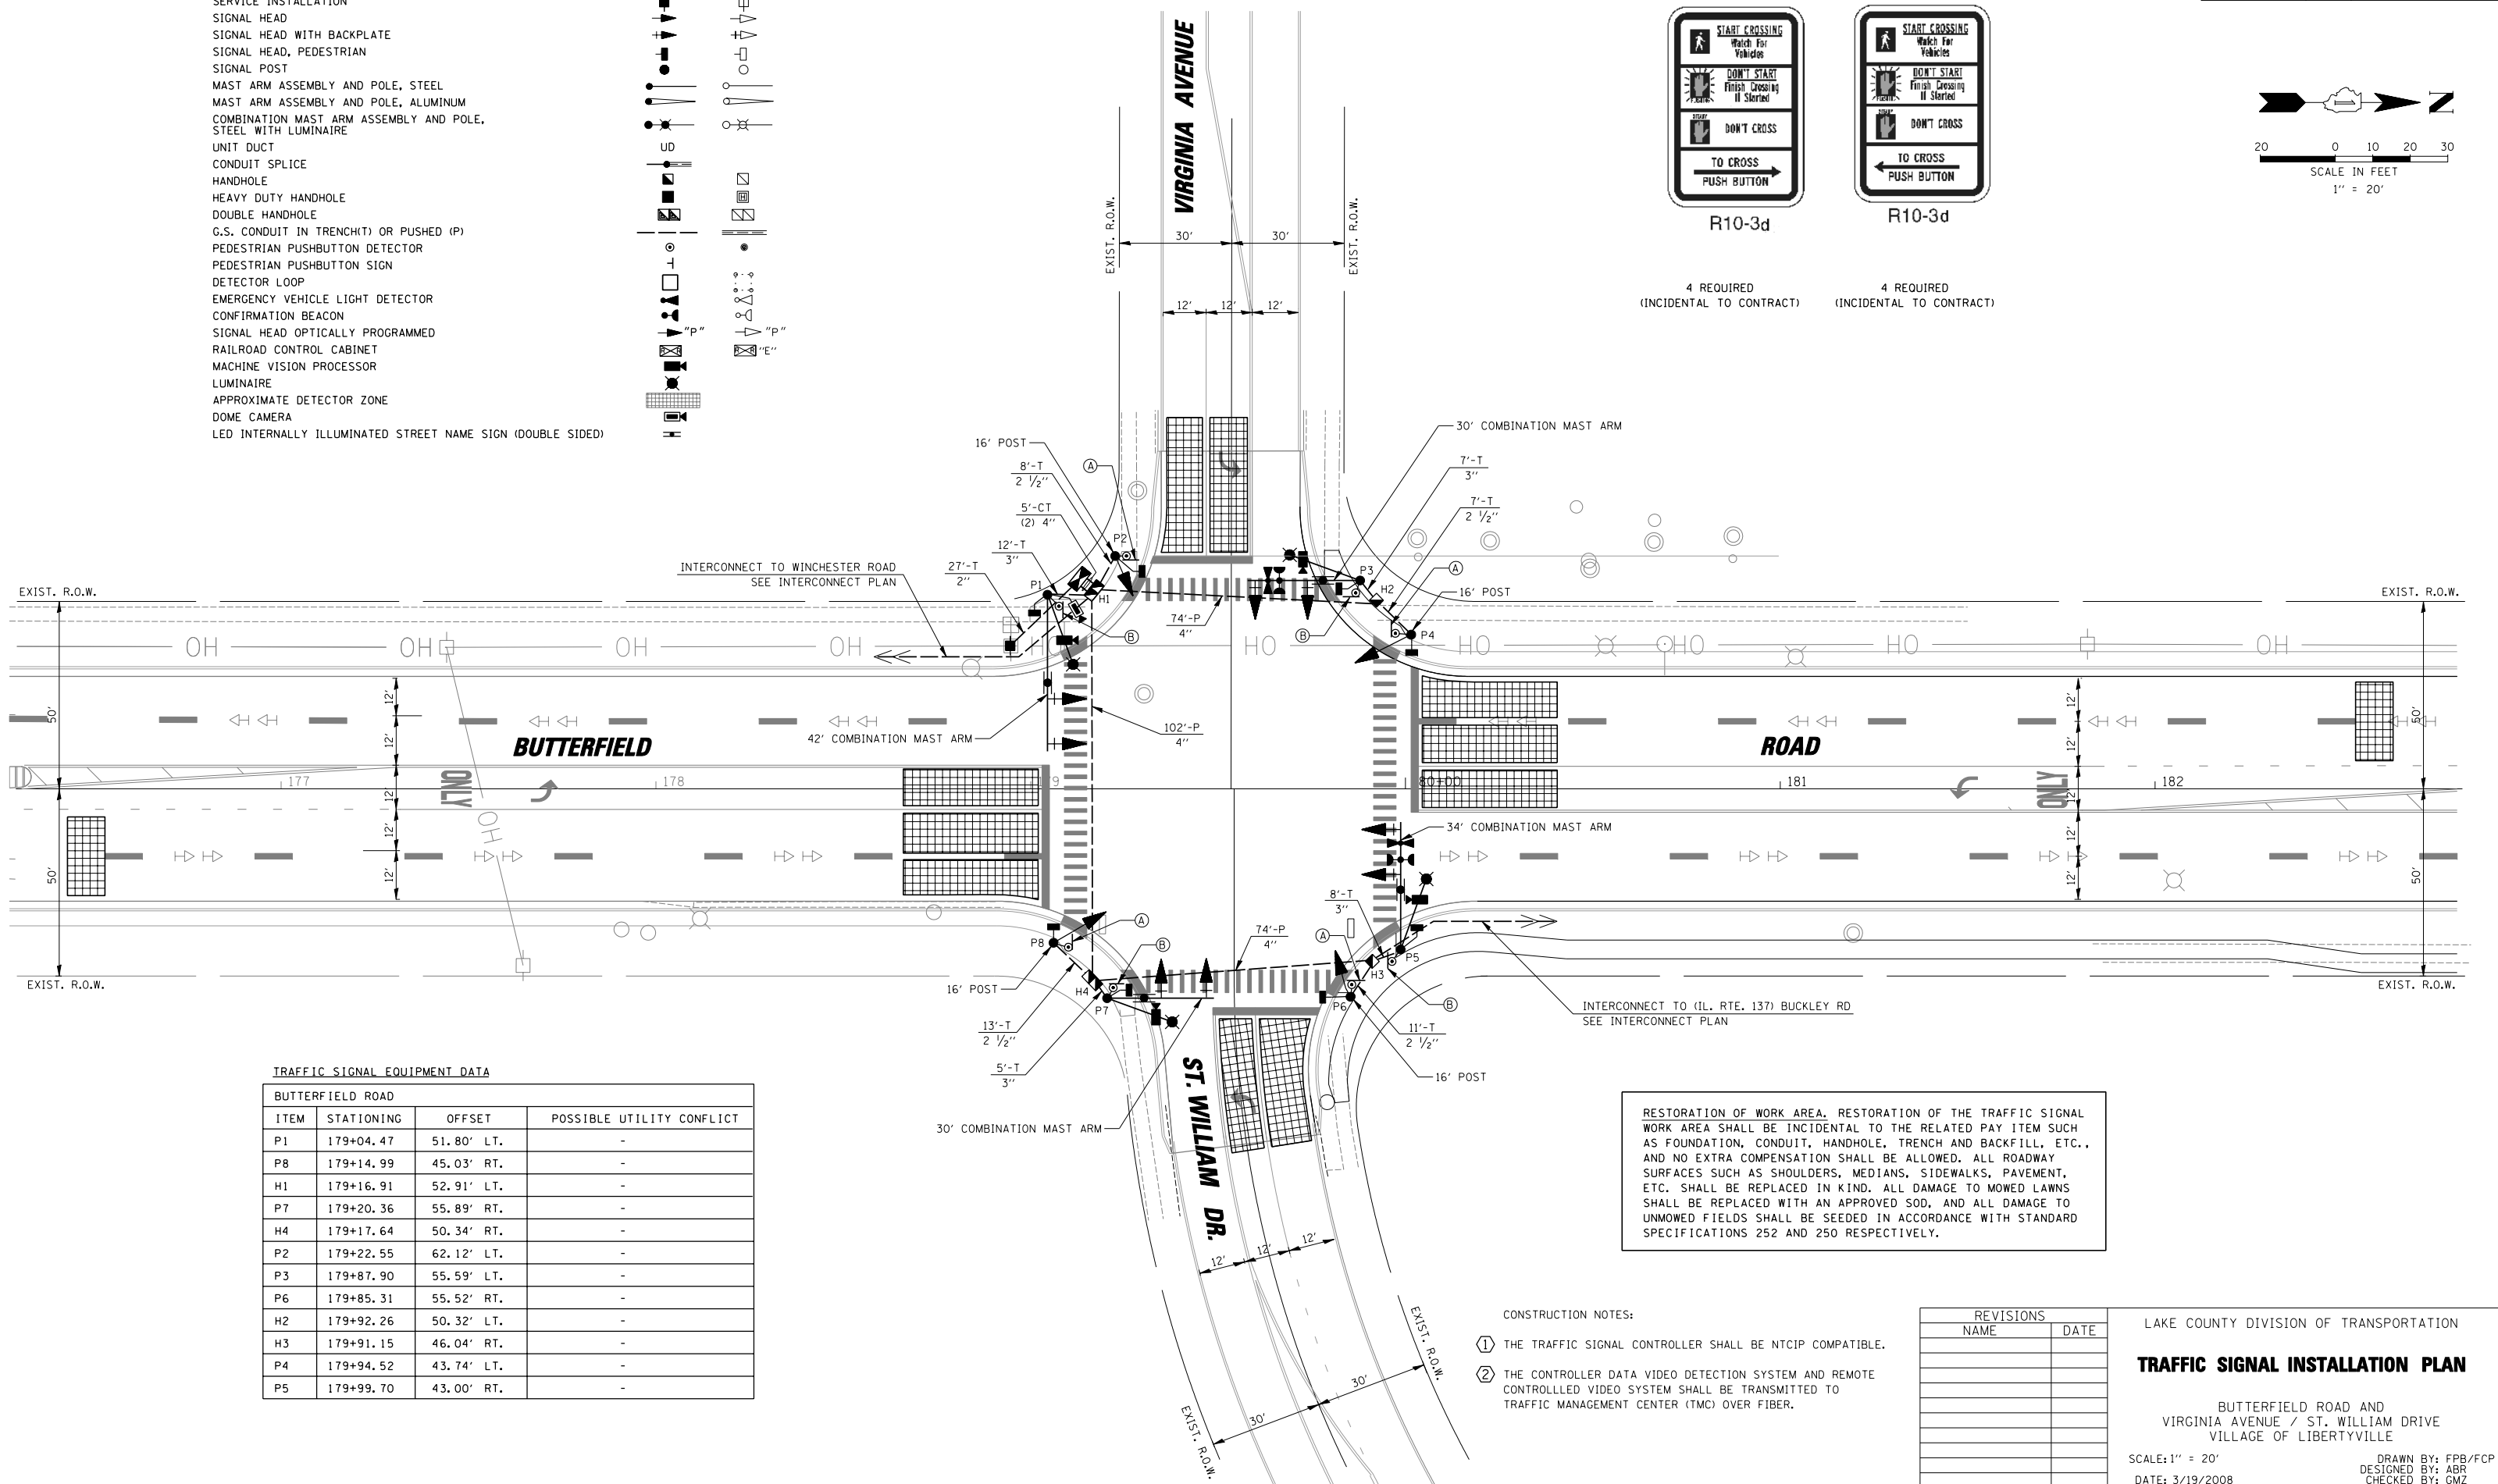 SERVICE INSTALLATION
SIGNAL HEAD
SIGNAL HEAD WITH BACKPLATE
SIGNAL HEAD, PEDESTRIAN
SIGNAL POST
MAST ARM ASSEMBLY AND POLE, STEEL
MAST ARM ASSEMBLY AND POLE, ALUMINUM
COMBINATION MAST ARM ASSEMBLY AND POLE,
STEEL WITH LUMINAIRE
UNIT DUCT UD
CONDUIT SPLICE
HANDHOLE
HEAVY DUTY HANDHOLE H
DOUBLE HANDHOLE
G.S. CONDUIT IN TRENCH(T) OR PUSHED (P)
PEDESTRIAN PUSHBUTTON DETECTOR
PEDESTRIAN PUSHBUTTON SIGN
DETECTOR LOOP
EMERGENCY VEHICLE LIGHT DETECTOR
CONFIRMATION BEACON
SIGNAL HEAD OPTICALLY PROGRAMMED "P" "P"
RAILROAD CONTROL CABINET "E"
MACHINE VISION PROCESSOR
LUMINAIRE
APPROXIMATE DETECTOR ZONE
DOME CAMERA
LED INTERNALLY ILLUMINATED STREET NAME SIGN (DOUBLE SIDED)
START CROSSING
Watch For
Vehicles
DON'T START
Finish Crossing
If Started
DON'T CROSS
TO CROSS
PUSH BUTTON
R10-3d
4 REQUIRED
(INCIDENTAL TO CONTRACT)
START CROSSING
Watch For
Vehicles
DON'T START
Finish Crossing
If Started
DON'T CROSS
TO CROSS
PUSH BUTTON
R10-3d
4 REQUIRED
(INCIDENTAL TO CONTRACT)
N
20 0 10 20 30
SCALE IN FEET
1'' = 20'
VIRGINIA AVENUE
EXIST. R.O.W.
EXIST. R.O.W.
30' 30'
12' 12' 12'
30' COMBINATION MAST ARM
16' POST
A
8'-T
2 1/2''
5'-CT
(2) 4''
12'-T
3''
27'-T
2''
7'-T
3''
7'-T
2 1/2''
A
16' POST
INTERCONNECT TO WINCHESTER ROAD
SEE INTERCONNECT PLAN
P1 P2 H1 P3 H2 P4
B
B
74'-P
4''
EXIST. R.O.W.
EXIST. R.O.W.
OH OH OH OH HO HO HO HO HO OH
50' 12' 12' 12' 12' 12'
50'
BUTTERFIELD
ROAD
42' COMBINATION MAST ARM
102'-P
4''
177 178 179 180+00 181 182
ONLY
ONLY
OH
12' 12' 12' 12' 12'
50'
50'
34' COMBINATION MAST ARM
8'-T
3''
A
B
74'-P
4''
A
P8 H4 P7 P6 H3 P5
EXIST. R.O.W.
EXIST. R.O.W.
16' POST
13'-T
2 1/2''
5'-T
3''
30' COMBINATION MAST ARM
B
INTERCONNECT TO (IL. RTE. 137) BUCKLEY RD
SEE INTERCONNECT PLAN
11'-T
2 1/2''
16' POST
ST. WILLIAM DR.
12' 12' 12'
30' 30'
EXIST. R.O.W.
EXIST. R.O.W.
TRAFFIC SIGNAL EQUIPMENT DATA
BUTTERFIELD ROAD
ITEM STATIONING OFFSET POSSIBLE UTILITY CONFLICT
P1 179+04.47 51.80' LT. -
P8 179+14.99 45.03' RT. -
H1 179+16.91 52.91' LT. -
P7 179+20.36 55.89' RT. -
H4 179+17.64 50.34' RT. -
P2 179+22.55 62.12' LT. -
P3 179+87.90 55.59' LT. -
P6 179+85.31 55.52' RT. -
H2 179+92.26 50.32' LT. -
H3 179+91.15 46.04' RT. -
P4 179+94.52 43.74' LT. -
P5 179+99.70 43.00' RT. -
RESTORATION OF WORK AREA. RESTORATION OF THE TRAFFIC SIGNAL
WORK AREA SHALL BE INCIDENTAL TO THE RELATED PAY ITEM SUCH
AS FOUNDATION, CONDUIT, HANDHOLE, TRENCH AND BACKFILL, ETC.,
AND NO EXTRA COMPENSATION SHALL BE ALLOWED. ALL ROADWAY
SURFACES SUCH AS SHOULDERS, MEDIANS, SIDEWALKS, PAVEMENT,
ETC. SHALL BE REPLACED IN KIND. ALL DAMAGE TO MOWED LAWNS
SHALL BE REPLACED WITH AN APPROVED SOD, AND ALL DAMAGE TO
UNMOWED FIELDS SHALL BE SEEDED IN ACCORDANCE WITH STANDARD
SPECIFICATIONS 252 AND 250 RESPECTIVELY.
CONSTRUCTION NOTES:
1 THE TRAFFIC SIGNAL CONTROLLER SHALL BE NTCIP COMPATIBLE.
2 THE CONTROLLER DATA VIDEO DETECTION SYSTEM AND REMOTE
CONTROLLLED VIDEO SYSTEM SHALL BE TRANSMITTED TO
TRAFFIC MANAGEMENT CENTER (TMC) OVER FIBER.
REVISIONS
NAME DATE
LAKE COUNTY DIVISION OF TRANSPORTATION
TRAFFIC SIGNAL INSTALLATION PLAN
BUTTERFIELD ROAD AND
VIRGINIA AVENUE / ST. WILLIAM DRIVE
VILLAGE OF LIBERTYVILLE
SCALE: 1'' = 20'
DRAWN BY: FPB/FCP
DESIGNED BY: ABR
DATE: 3/19/2008
CHECKED BY: GMZ